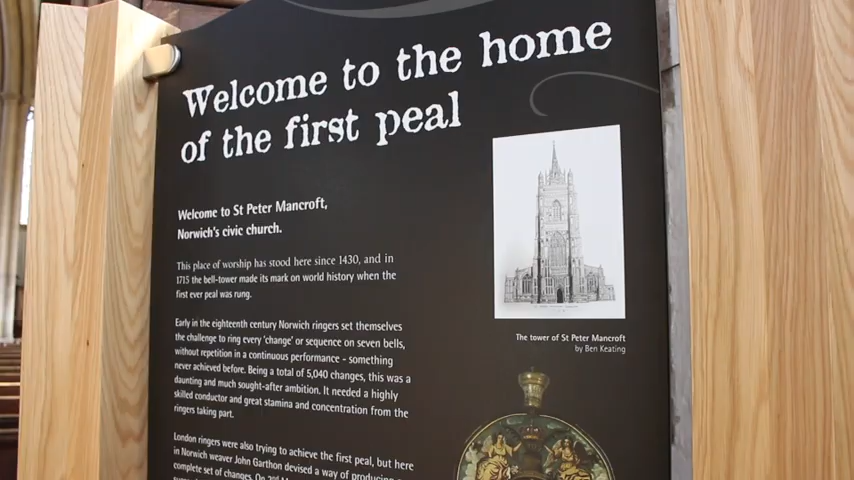 Welcome to the home
of the first peal
Welcome to St Peter Mancroft,
Norwich's civic church.
This place of worship has stood here since 1430, and in
1715 the bell-tower made its mark on world history when the
first ever peal was rung.
Early in the eighteenth century Norwich ringers set themselves
the challenge to ring every 'change' or sequence on seven bells,
without repetition in a continuous performance - something
never achieved before. Being a total of 5,040 changes, this was a
daunting and much sought-after ambition. It needed a highly
skilled conductor and great stamina and concentration from the
ringers taking part.
London ringers were also trying to achieve the first peal, but here
in Norwich weaver John Garthon devised a way of producing
complete set of changes. On 2nd
The tower of St Peter Mancroft
by Ben Keating